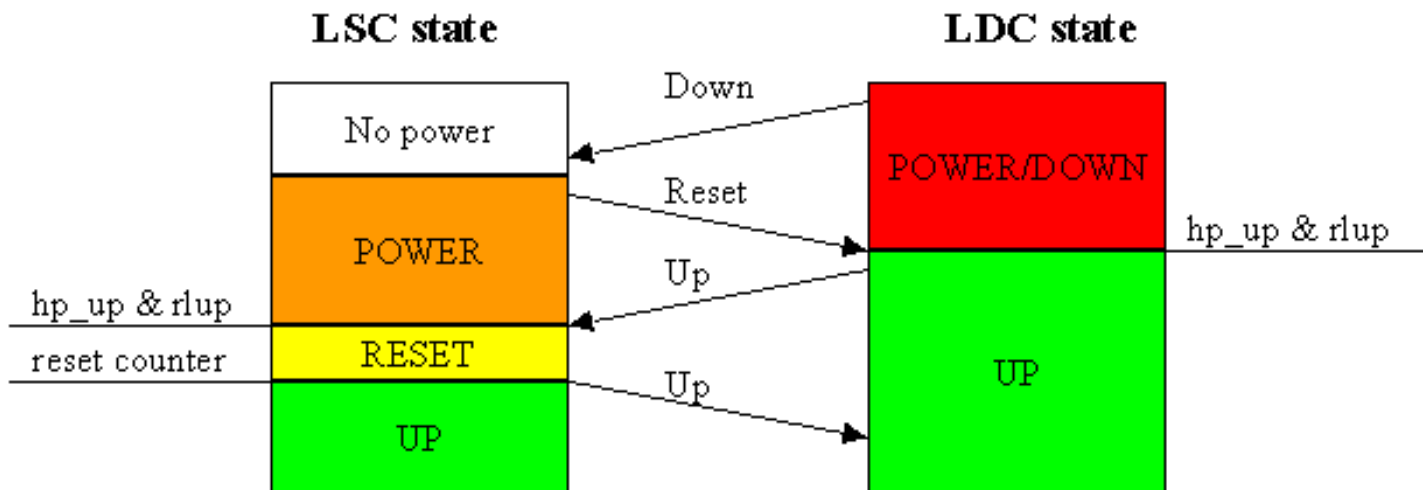 LSC state
LDC state
Down
No power
POWER/DOWN
Reset
hp_up & rlup
POWER
Up
hp_up & rlup
RESET
reset counter
UP
Up
UP